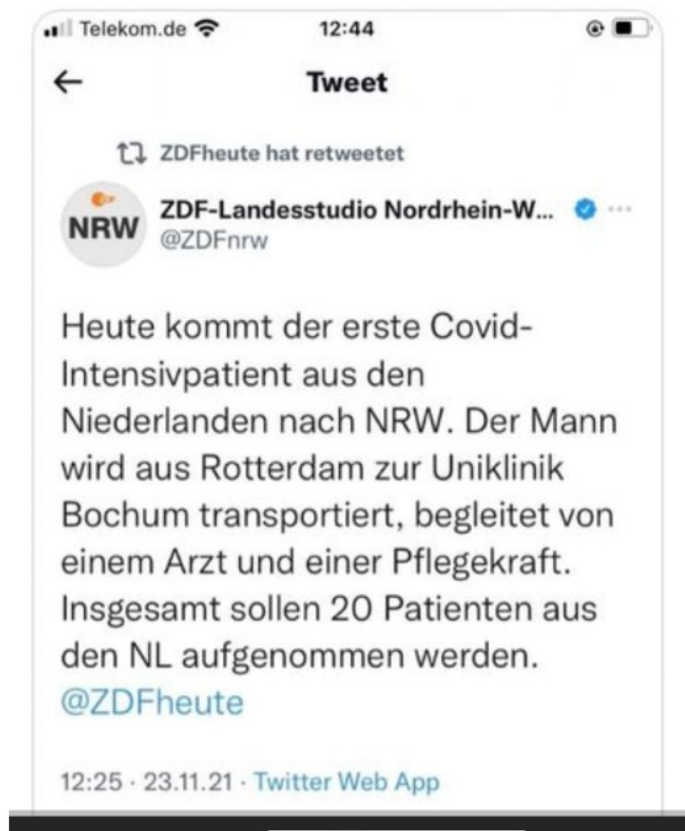 Telekom.de 12:44
Tweet
ZDFheute hat retweetet
NRW
ZDF-Landesstudio Nordrhein-W...
@ZDFnrw
Heute kommt der erste Covid-
Intensivpatient aus den
Niederlanden nach NRW. Der Mann
wird aus Rotterdam zur Uniklinik
Bochum transportiert, begleitet von
einem Arzt und einer Pflegekraft.
Insgesamt sollen 20 Patienten aus
den NL aufgenommen werden.
@ZDFheute
12:25 · 23.11.21 · Twitter Web App